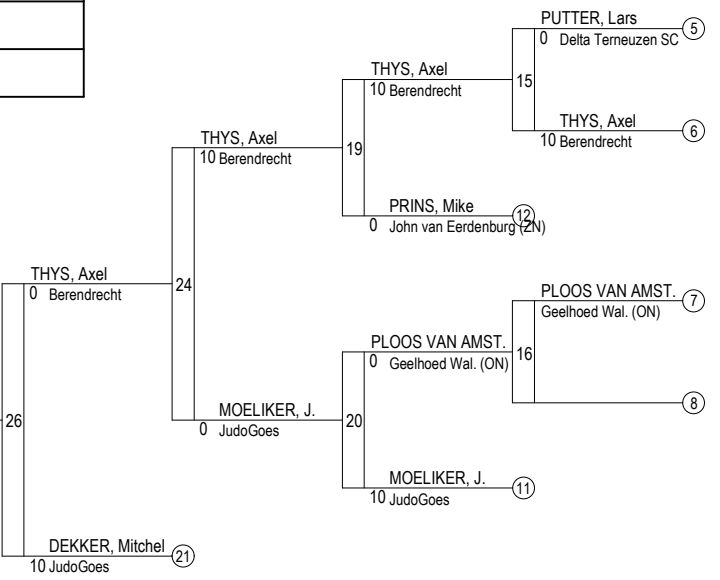 PUTTER, Lars
5
0 Delta Terneuzen SC
15
THYS, Axel
10 Berendrecht
THYS, Axel
6
10 Berendrecht
19
THYS, Axel
10 Berendrecht
PRINS, Mike
12
0 John van Eerdenburg (ZN)
THYS, Axel
0 Berendrecht
24
PLOOS VAN AMST.
7
Geelhoed Wal. (ON)
16
8
PLOOS VAN AMST.
0 Geelhoed Wal. (ON)
20
MOELIKER, J.
0 JudoGoes
26
MOELIKER, J.
11
10 JudoGoes
DEKKER, Mitchel
21
10 JudoGoes